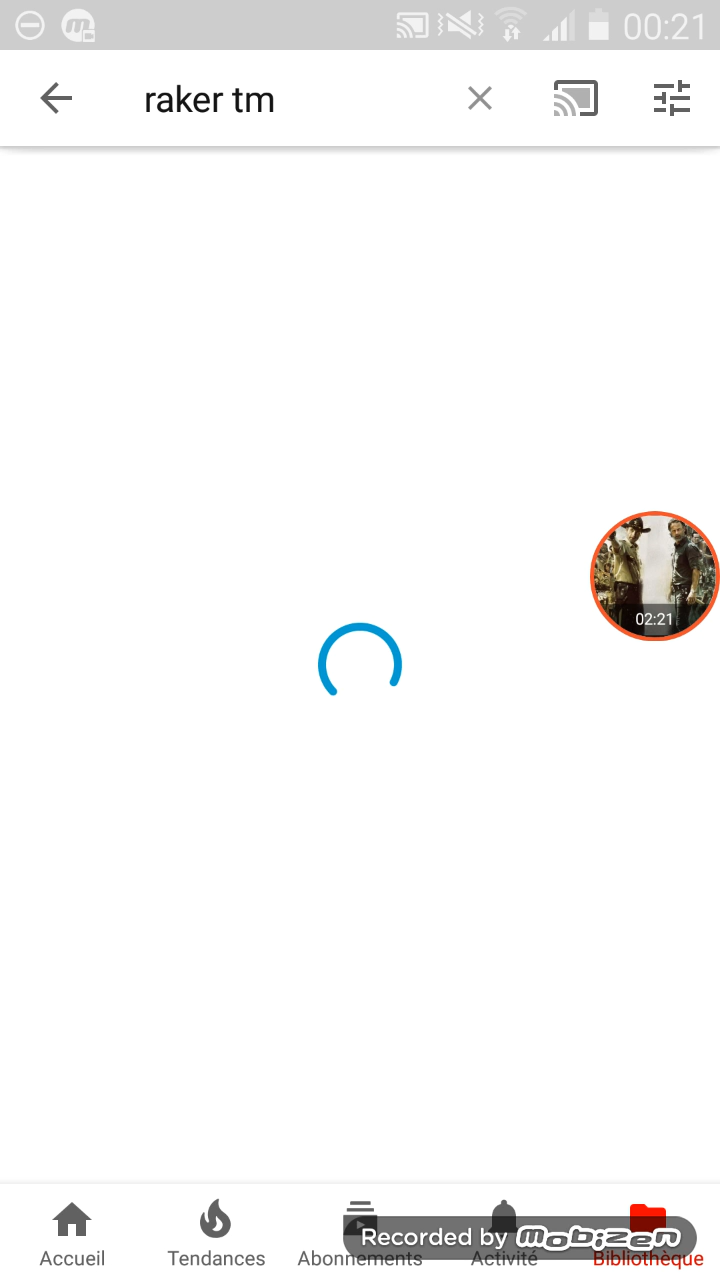 00:21
raker tm
02:21
Accueil
Tendances
Abonnements
Activité
Bibliothèque
Recorded by mobizen